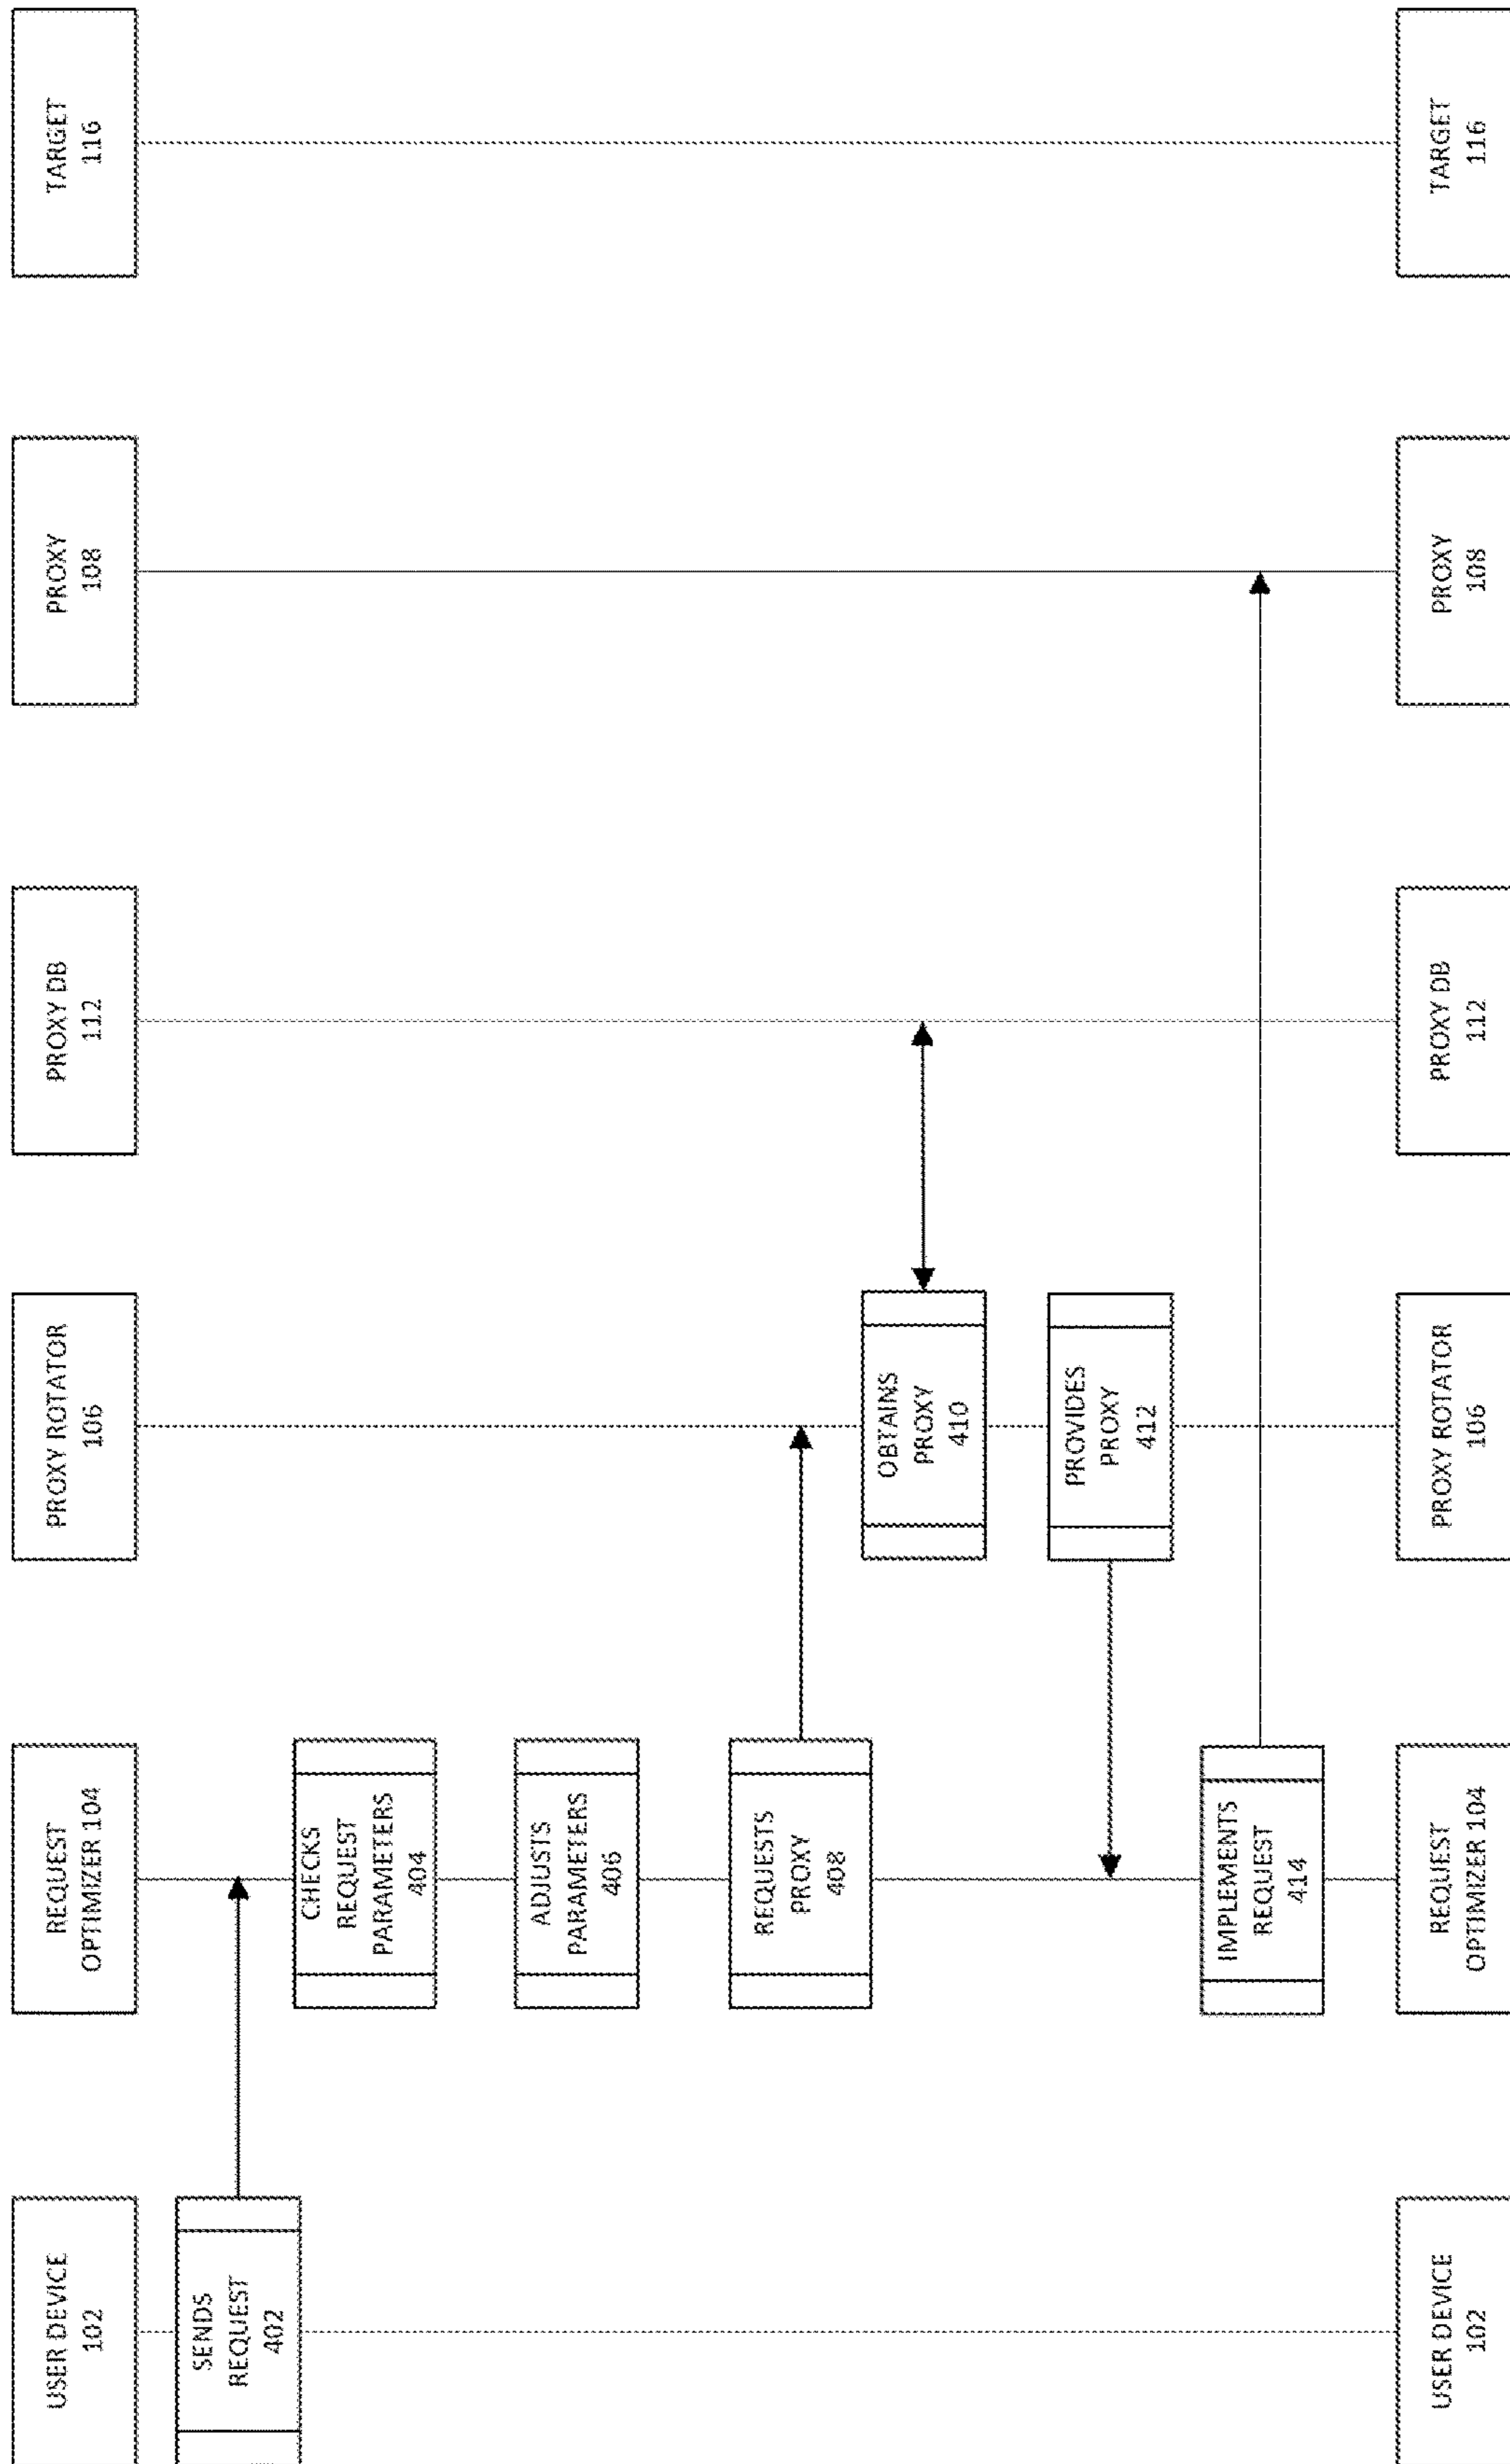 USER DEVICE
102
REQUEST
OPTIMIZER 104
PROXY ROTATOR
106
PROXY DB
112
PROXY
108
TARGET
116
SENDS
REQUEST
402
CHECKS
REQUEST
PARAMETERS
404
ADJUSTS
PARAMETERS
406
REQUESTS
PROXY
408
OBTAINS
PROXY
410
PROVIDES
PROXY
412
IMPLEMENTS
REQUEST
414
USER DEVICE
102
REQUEST
OPTIMIZER 104
PROXY ROTATOR
106
PROXY DB
112
PROXY
108
TARGET
116